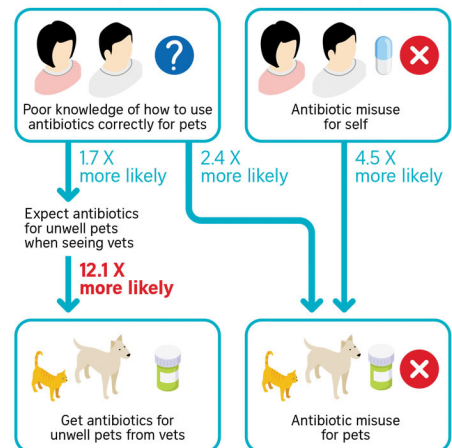 ?
Poor knowledge of how to use
antibiotics correctly for pets
Antibiotic misuse
for self
1.7 X
more likely
2.4 X
more likely
4.5 X
more likely
Expect antibiotics
for unwell pets
when seeing vets
12.1 X
more likely
Get antibiotics for
unwell pets from vets
Antibiotic misuse
for pets